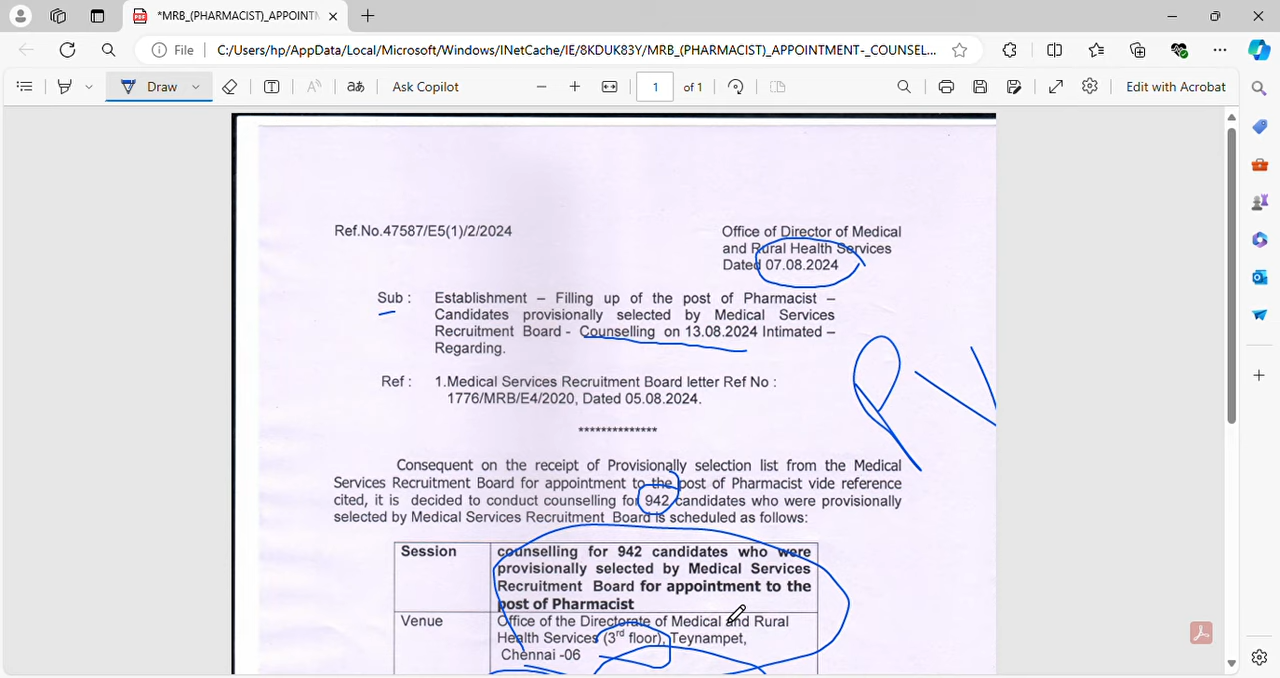 *MRB_(PHARMACIST)_APPOINTM
File C:/Users/hp/AppData/Local/Microsoft/Windows/INetCache/IE/8KDUK83Y/MRB_(PHARMACIST)_APPOINTMENT-_COUNSEL...
Draw Ask Copilot 1 of 1 Edit with Acrobat
Ref.No.47587/E5(1)/2/2024
Office of Director of Medical
and Rural Health Services
Dated 07.08.2024
Sub : Establishment – Filling up of the post of Pharmacist –
Candidates provisionally selected by Medical Services
Recruitment Board - Counselling on 13.08.2024 Intimated –
Regarding.
Ref : 1.Medical Services Recruitment Board letter Ref No :
1776/MRB/E4/2020, Dated 05.08.2024.
**************
Consequent on the receipt of Provisionally selection list from the Medical
Services Recruitment Board for appointment to the post of Pharmacist vide reference
cited, it is decided to conduct counselling for 942 candidates who were provisionally
selected by Medical Services Recruitment Board is scheduled as follows:
Session counselling for 942 candidates who were
provisionally selected by Medical Services
Recruitment Board for appointment to the
post of Pharmacist
Venue Office of the Directorate of Medical and Rural
Health Services (3rd floor), Teynampet,
Chennai -06